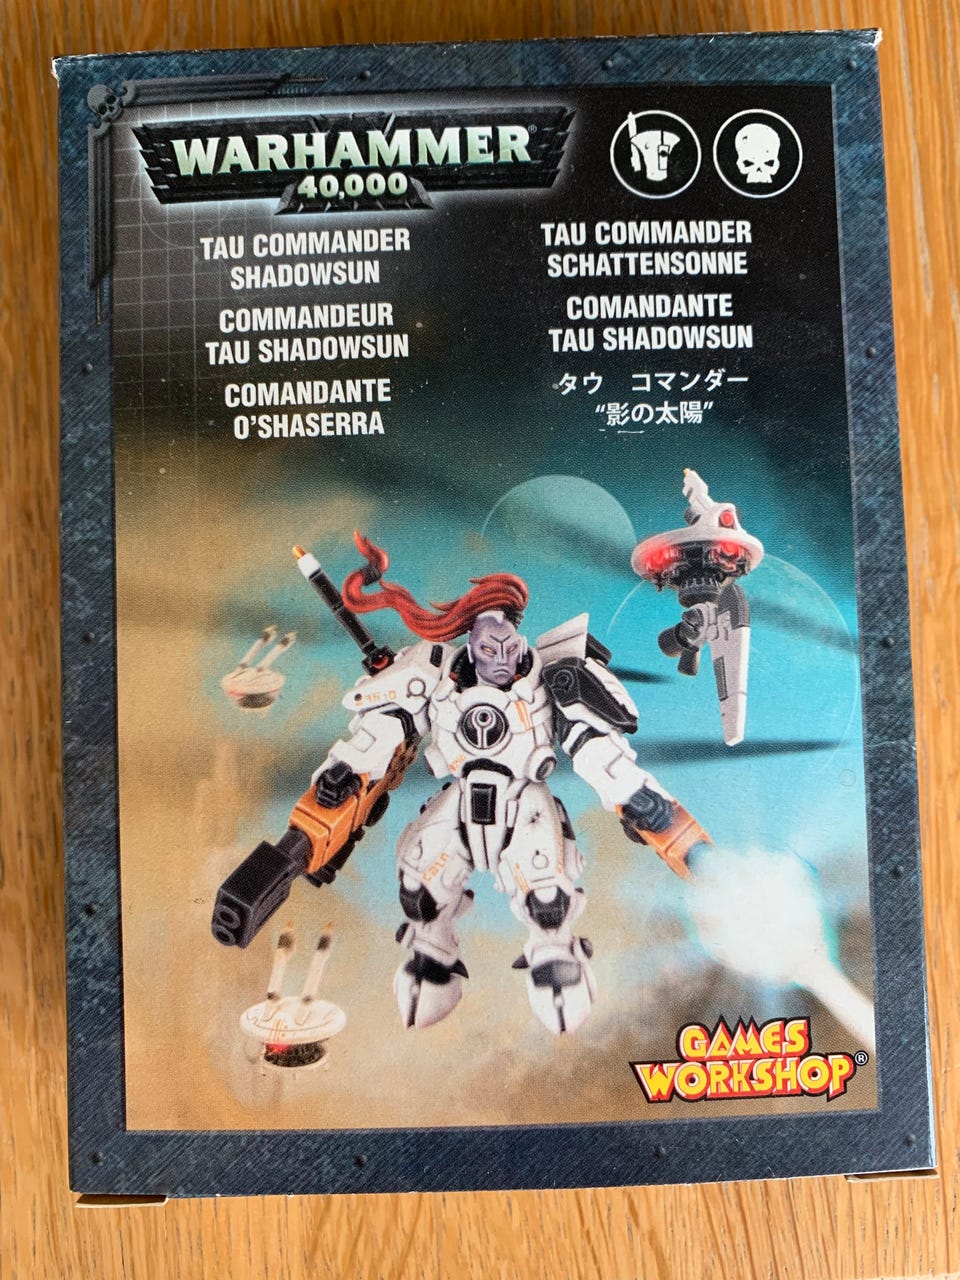 WARHAMMER®
40,000
TAU COMMANDER
SHADOWSUN
COMMANDEUR
TAU SHADOWSUN
COMANDANTE
O'SHASERRA
TAU COMMANDER
SCHATTENSONNE
COMANDANTE
TAU SHADOWSUN
タウ コマンダー
“影の太陽”
GAMES
WORKSHOP®